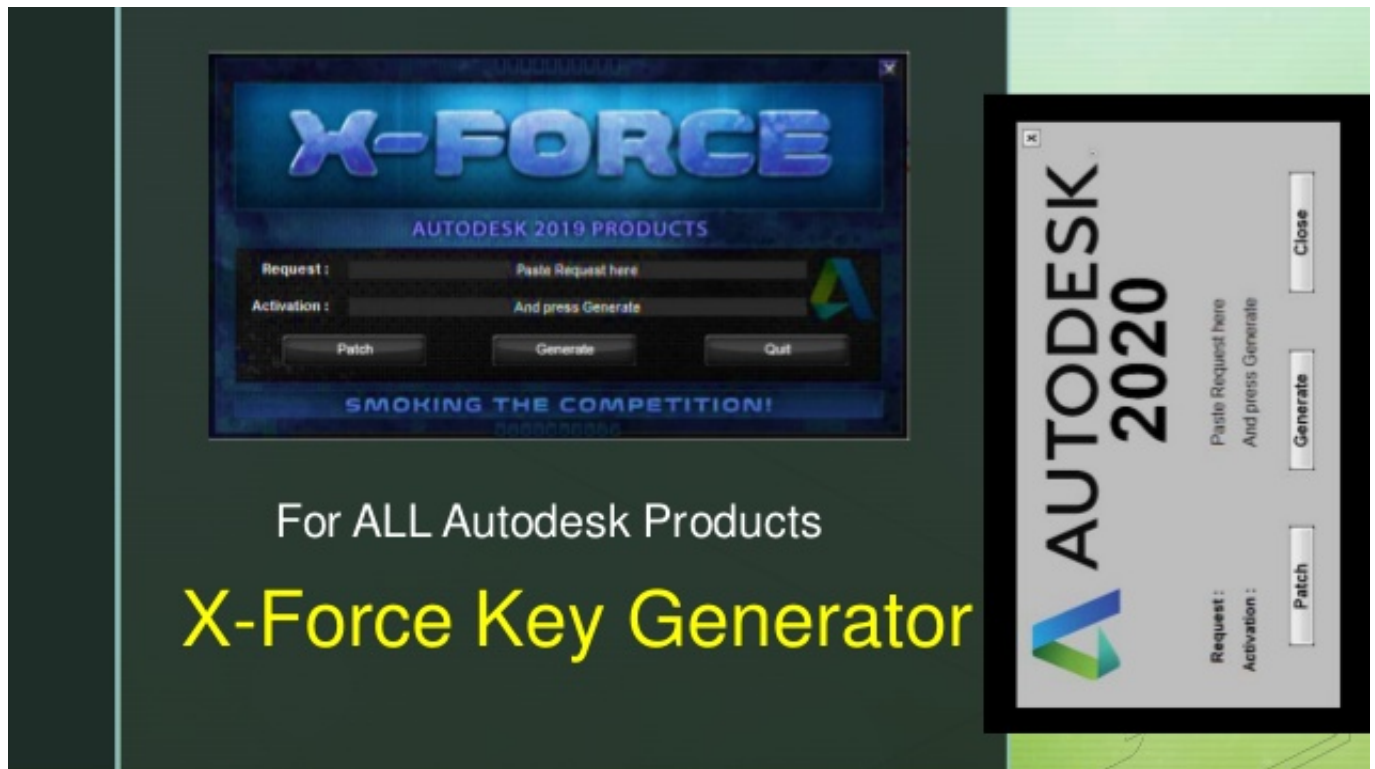 X-FORCE
AUTODESK 2019 PRODUCTS
Request :
Paste Request here
Activation :
And press Generate
Patch
Generate
Quit
SMOKING THE COMPETITION!
For ALL Autodesk Products
X-Force Key Generator
x
AUTODESK.
2020
Request :
Paste Request here
Activation :
And press Generate
Patch
Generate
Close